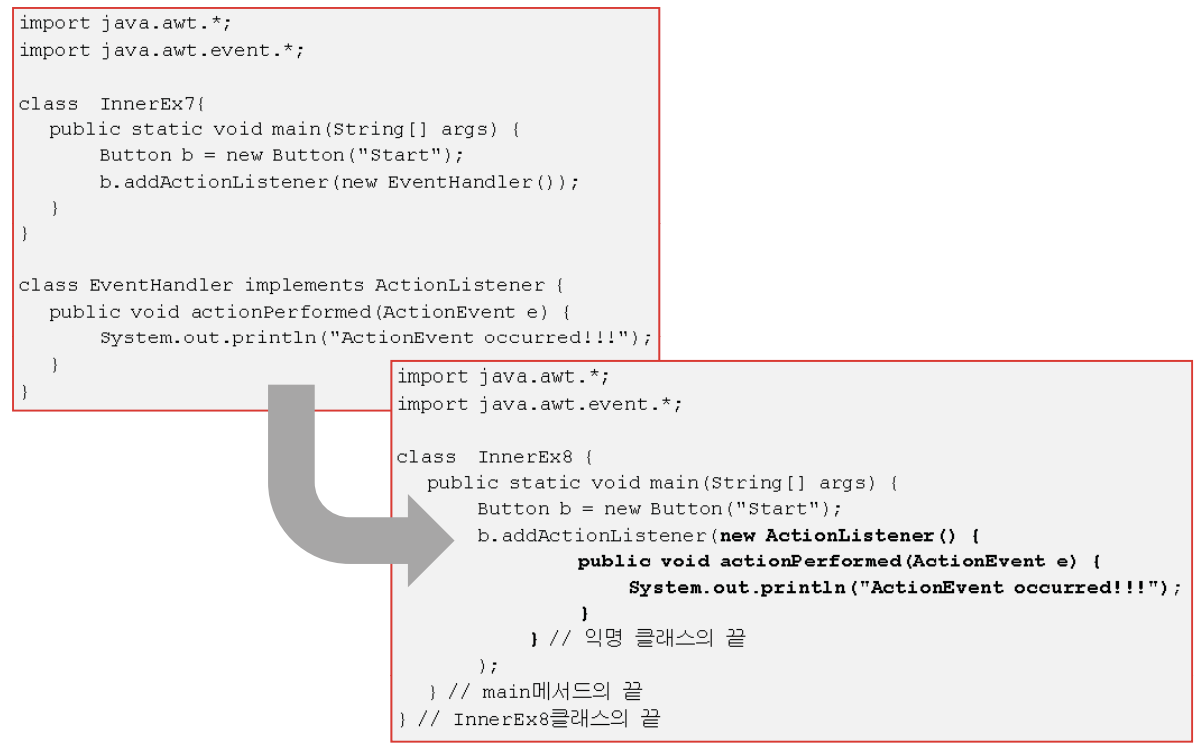 import java.awt.*;
import java.awt.event.*;
class  InnerEx7{
public static void main(String[] args) {
Button b = new Button("Start");
b.addActionListener(new EventHandler());
}
}
class EventHandler implements ActionListener {
public void actionPerformed(ActionEvent e) {
System.out.println("ActionEvent occurred!!!");
}
}
import java.awt.*;
import java.awt.event.*;
class  InnerEx8 {
public static void main(String[] args) {
Button b = new Button("Start");
b.addActionListener(new ActionListener() {
public void actionPerformed(ActionEvent e) {
System.out.println("ActionEvent occurred!!!");
}
} // 익명 클래스의 끝
);
} // main메서드의 끝
} // InnerEx8클래스의 끝